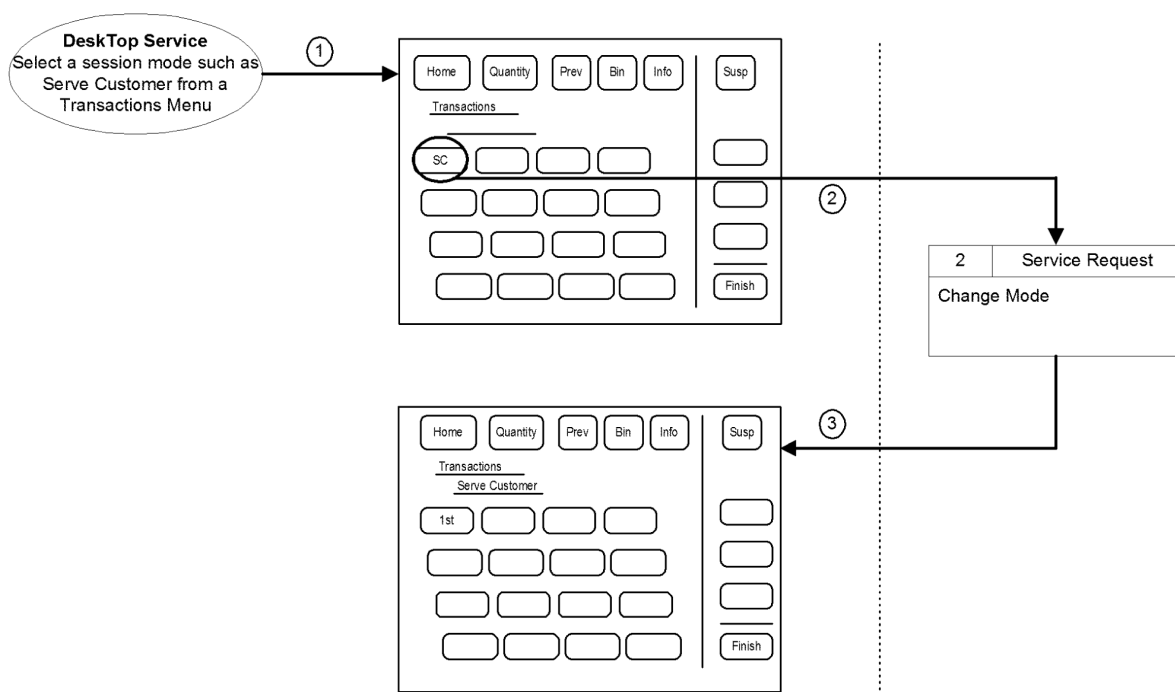 DeskTop Service
Select a session mode such as
Serve Customer from a
Transactions Menu
1
Home Quantity Prev Bin Info Susp
Transactions
SC
2
Finish
2 Service Request
Change Mode
3
Home Quantity Prev Bin Info Susp
Transactions
Serve Customer
1st
Finish